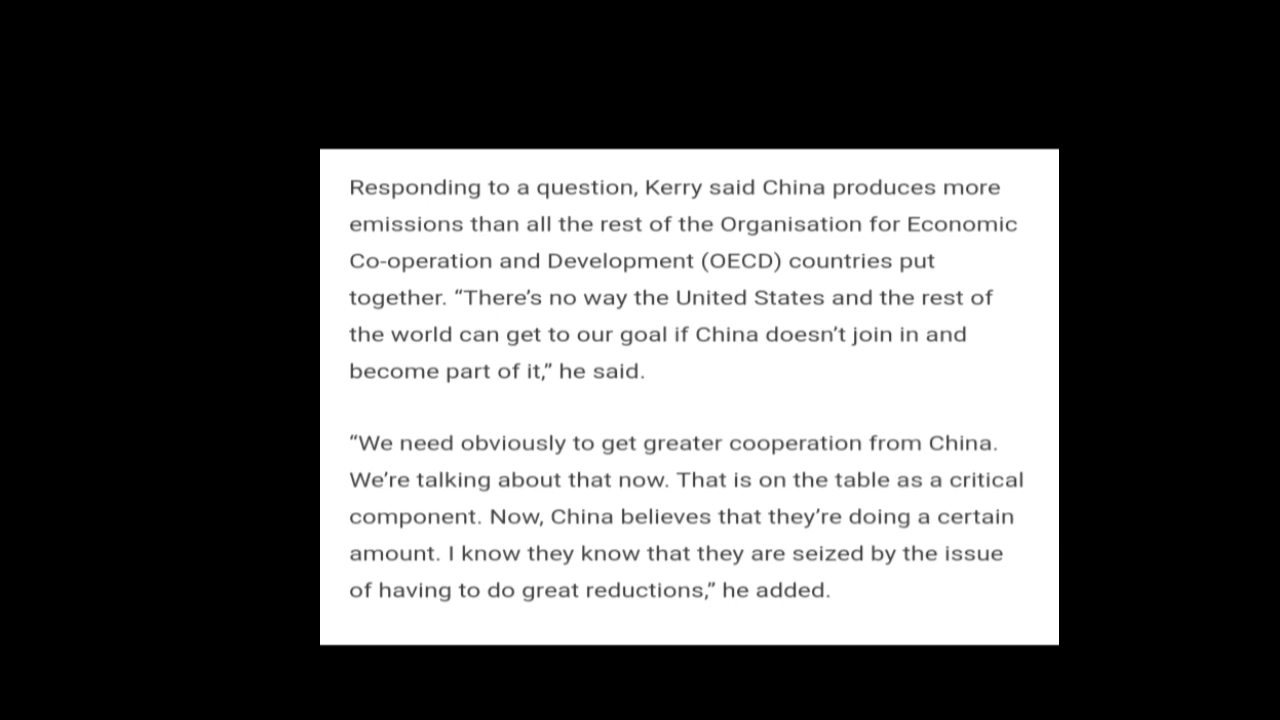 Responding to a question, Kerry said China produces more
emissions than all the rest of the Organisation for Economic
Co-operation and Development (OECD) countries put
together. “There’s no way the United States and the rest of
the world can get to our goal if China doesn’t join in and
become part of it,” he said.
“We need obviously to get greater cooperation from China.
We’re talking about that now. That is on the table as a critical
component. Now, China believes that they’re doing a certain
amount. I know they know that they are seized by the issue
of having to do great reductions,” he added.